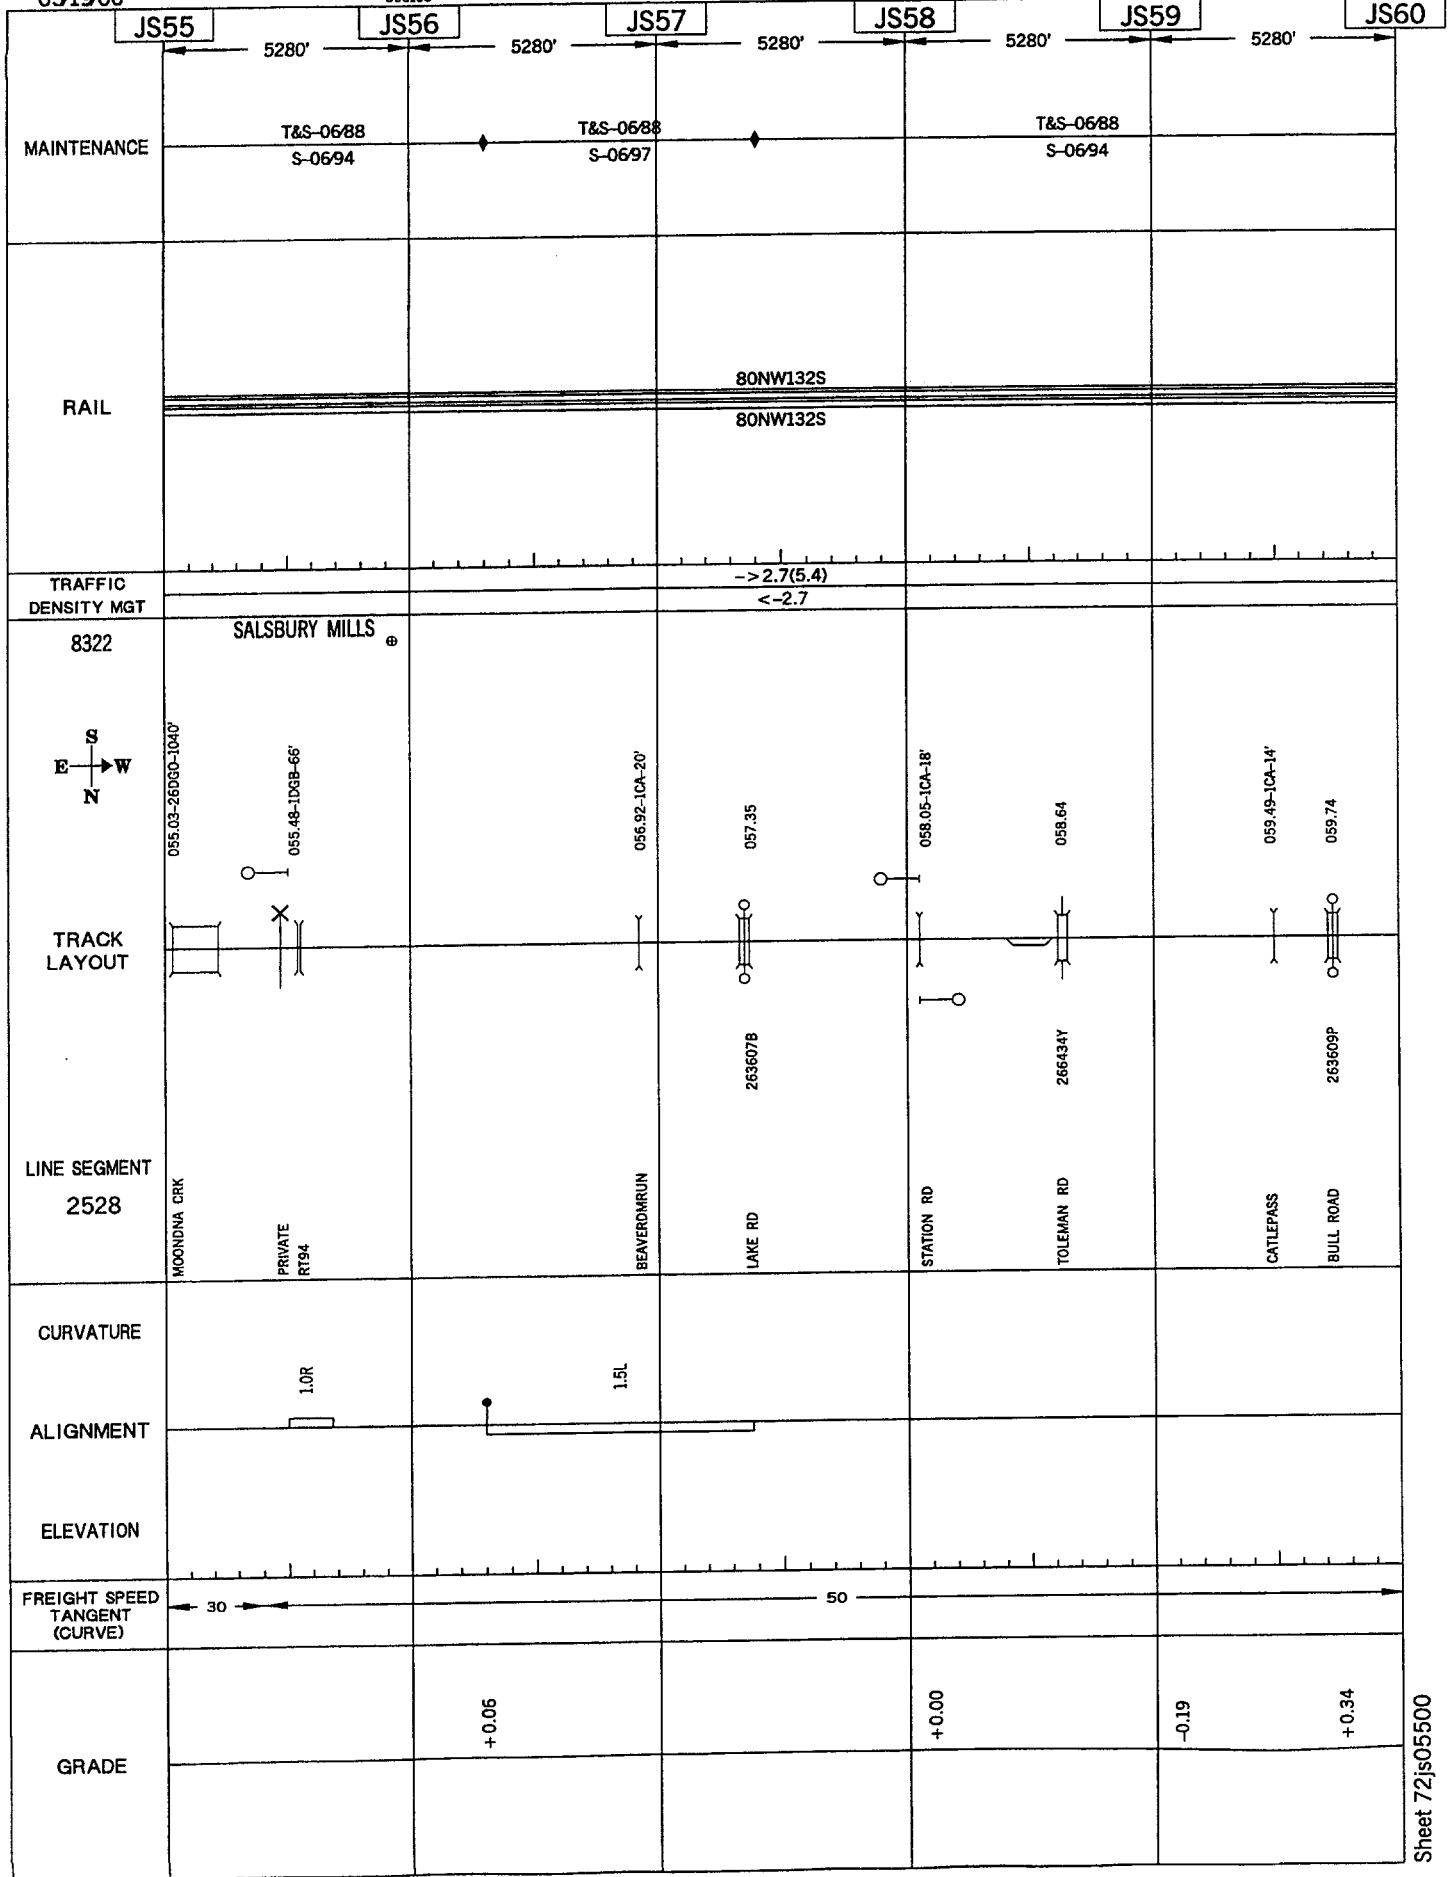 JS55 JS56 JS57 JS58 JS59 JS60
5280' 5280' 5280' 5280' 5280'
MAINTENANCE
T&S-06/88 T&S-06/88 T&S-06/88
S-06/94 S-06/97 S-06/94
RAIL
80NW132S
80NW132S
TRAFFIC
DENSITY MGT
->2.7(5.4)
<-2.7
8322
SALSBURY MILLS
S
E W
N
055.03-26DGO-1040'
055.48-1DGB-66'
056.92-1CA-20'
057.35
058.05-1CA-18'
058.64
059.49-1CA-14'
059.74
TRACK
LAYOUT
263607B
266434Y
263609P
LINE SEGMENT
2528
MOONDNA CRK
PRIVATE
RT94
BEAVERDMRUN
LAKE RD
STATION RD
TOLEMAN RD
CATLEPASS
BULL ROAD
CURVATURE
1.0R
1.5L
ALIGNMENT
ELEVATION
FREIGHT SPEED
TANGENT
(CURVE)
30 50
GRADE
+0.06
+0.00
-0.19
+0.34
Sheet 72js05500